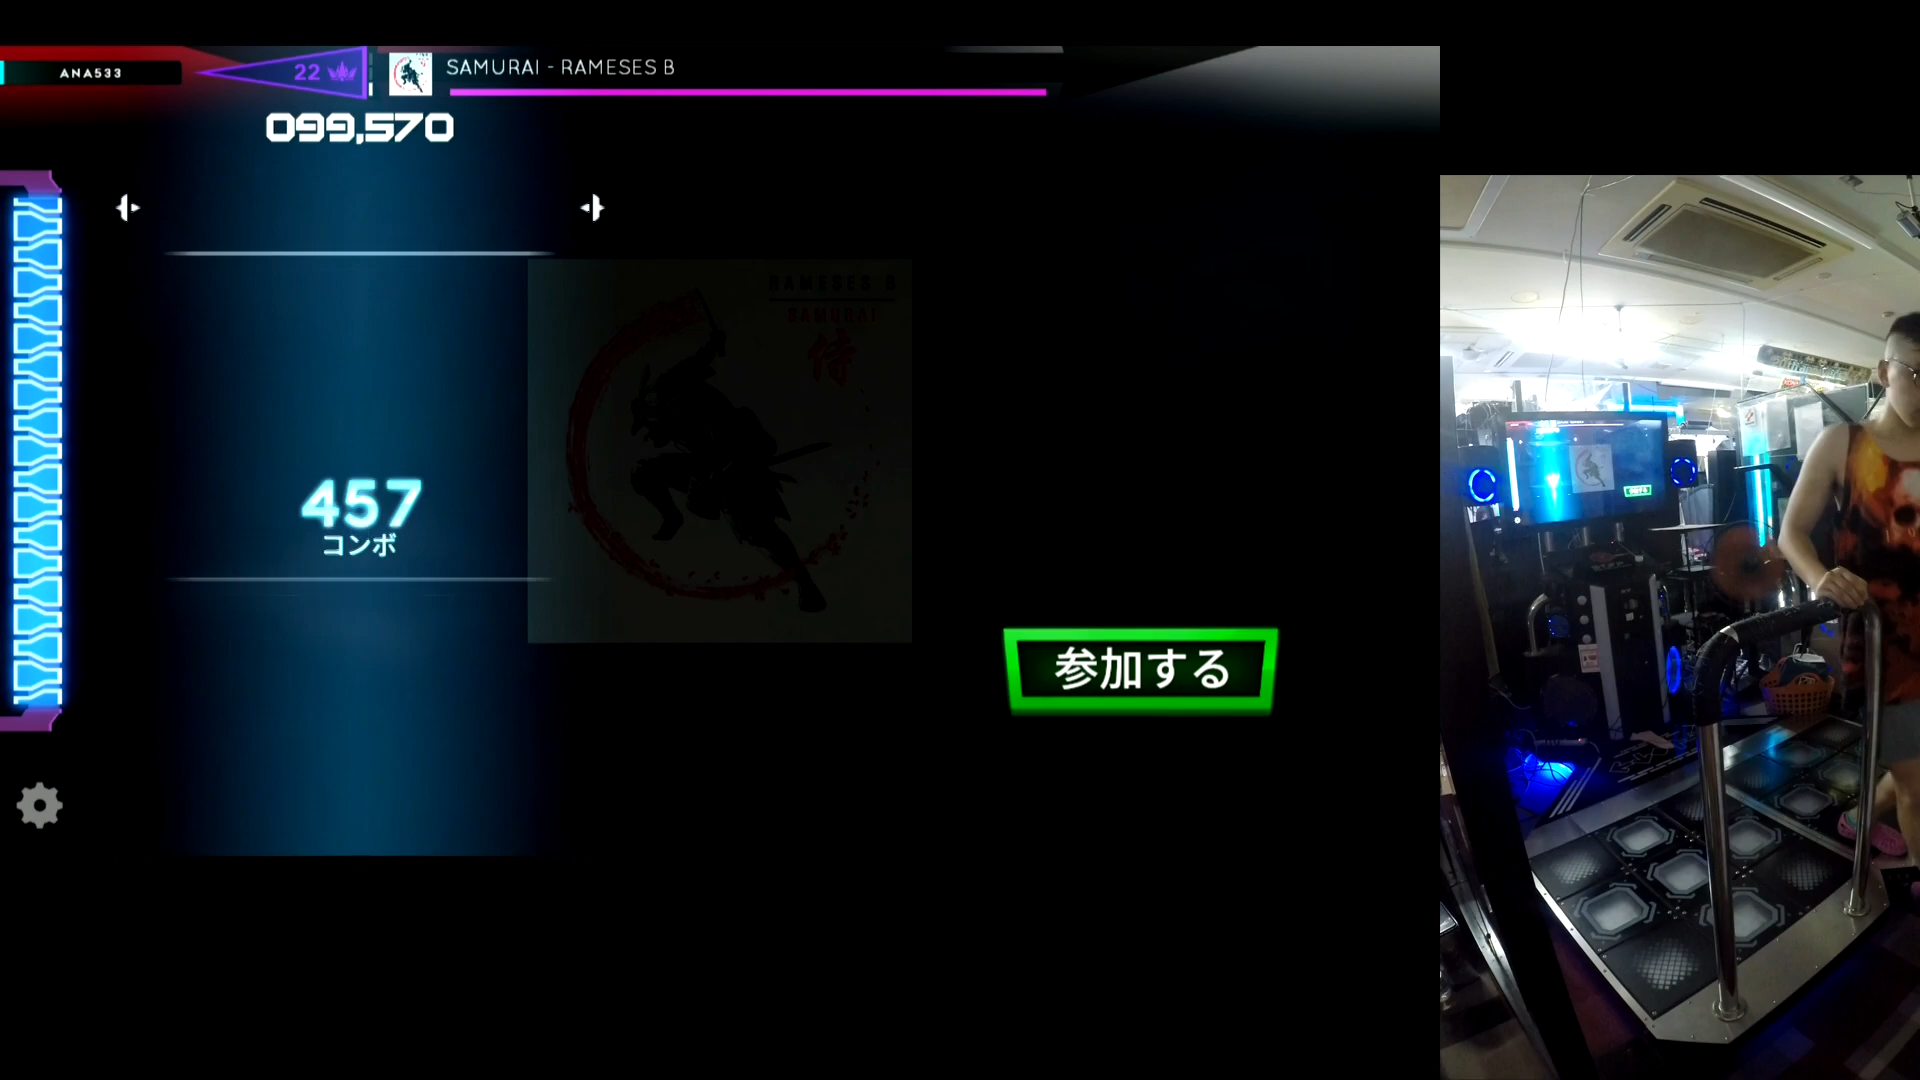 ANA533
22
SAMURAI - RAMESES B
099,570
RAMESES B
SAMURAI
侍
457
コンボ
参加する